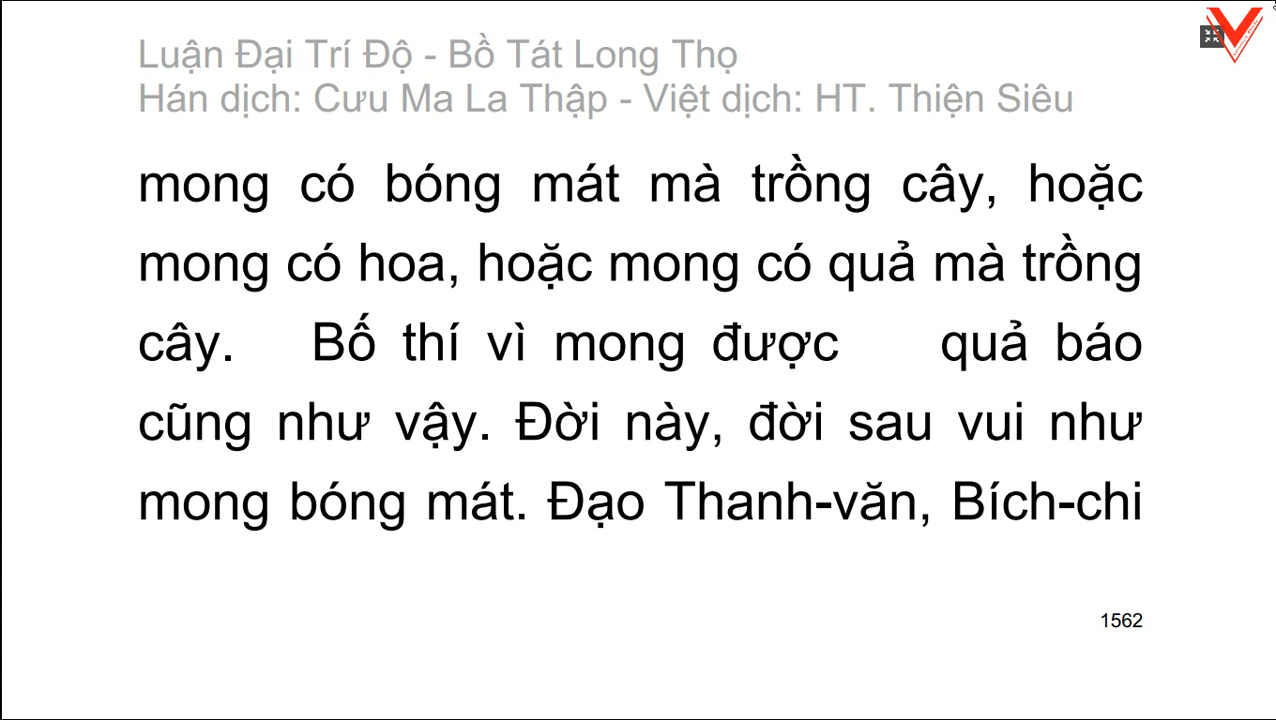 Luận Đại Trí Độ - Bồ Tát Long Thọ
Hán dịch: Cưu Ma La Thập - Việt dịch: HT. Thiện Siêu
mong có bóng mát mà trồng cây, hoặc
mong có hoa, hoặc mong có quả mà trồng
cây. Bố thí vì mong được quả báo
cũng như vậy. Đời này, đời sau vui như
mong bóng mát. Đạo Thanh-văn, Bích-chi
1562